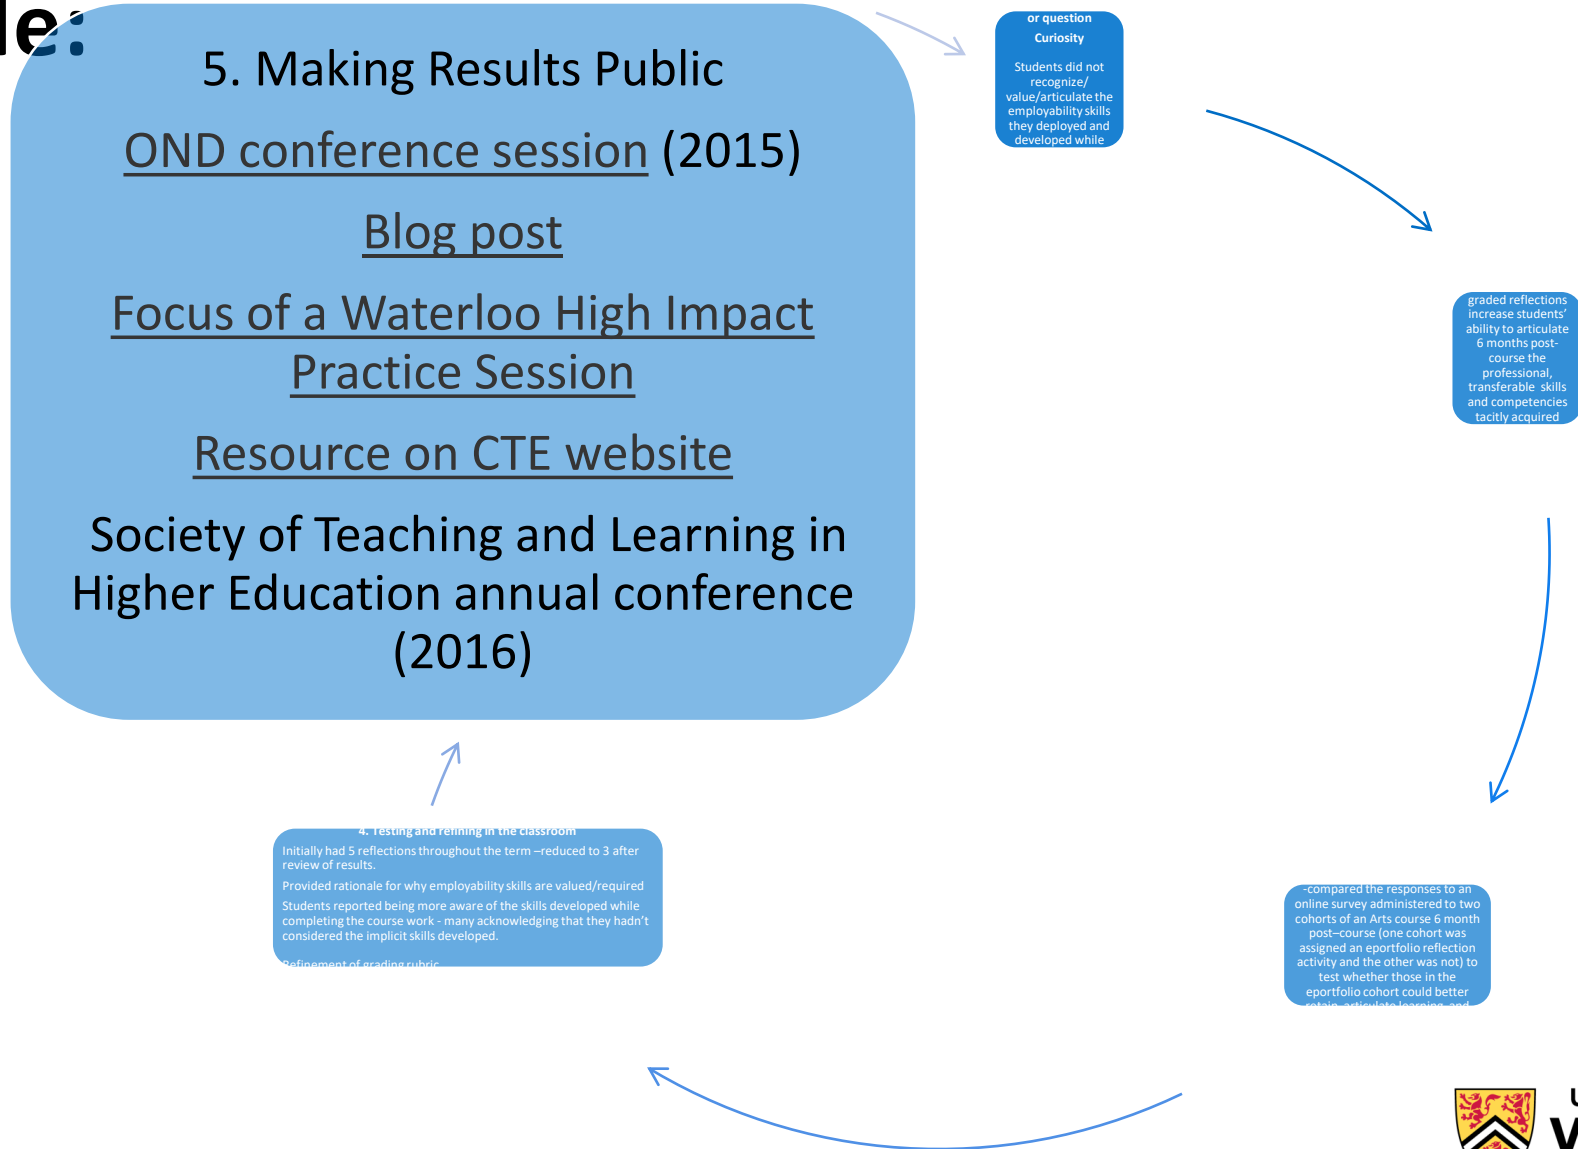 le:
5. Making Results Public
OND conference session (2015)
Blog post
Focus of a Waterloo High Impact
Practice Session
Resource on CTE website
Society of Teaching and Learning in
Higher Education annual conference
(2016)
or question
Curiosity
Students did not
recognize/
value/articulate the
employability skills
they deployed and
developed while
graded reflections
increase students’
ability to articulate
6 months post-
course the
professional,
transferable skills
and competencies
tacitly acquired
-compared the responses to an
online survey administered to two
cohorts of an Arts course 6 month
post–course (one cohort was
assigned an eportfolio reflection
activity and the other was not) to
test whether those in the
eportfolio cohort could better
retain, articulate learning, and
4. Testing and refining in the classroom
Initially had 5 reflections throughout the term –reduced to 3 after
review of results.
Provided rationale for why employability skills are valued/required
Students reported being more aware of the skills developed while
completing the course work - many acknowledging that they hadn’t
considered the implicit skills developed.
Refinement of grading rubric